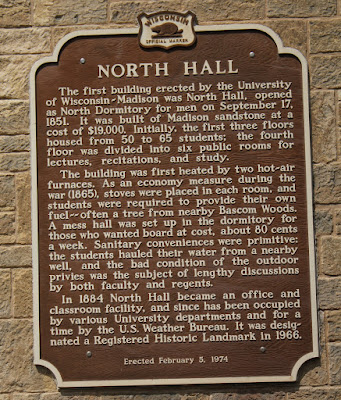 WISCONSIN
OFFICIAL MARKER
NORTH HALL
The first building erected by the University
of Wisconsin-Madison was North Hall, opened
as North Dormitory for men on September 17,
1851. It was built of Madison sandstone at a
cost of $19,000. Initially, the first three floors
housed from 50 to 65 students; the fourth
floor was divided into six public rooms for
lectures, recitations, and study.
The building was first heated by two hot-air
furnaces. As an economy measure during the
war (1865), stoves were placed in each room, and
students were required to provide their own
fuel--often a tree from nearby Bascom Woods.
A mess hall was set up in the dormitory for
those who wanted board at cost, about 80 cents
a week. Sanitary conveniences were primitive:
the students hauled their water from a nearby
well, and the bad condition of the outdoor
privies was the subject of lengthy discussions
by both faculty and regents.
In 1884 North Hall became an office and
classroom facility, and since has been occupied
by various University departments and for a
time by the U.S. Weather Bureau. It was desig-
nated a Registered Historic Landmark in 1966.
Erected February 5, 1974